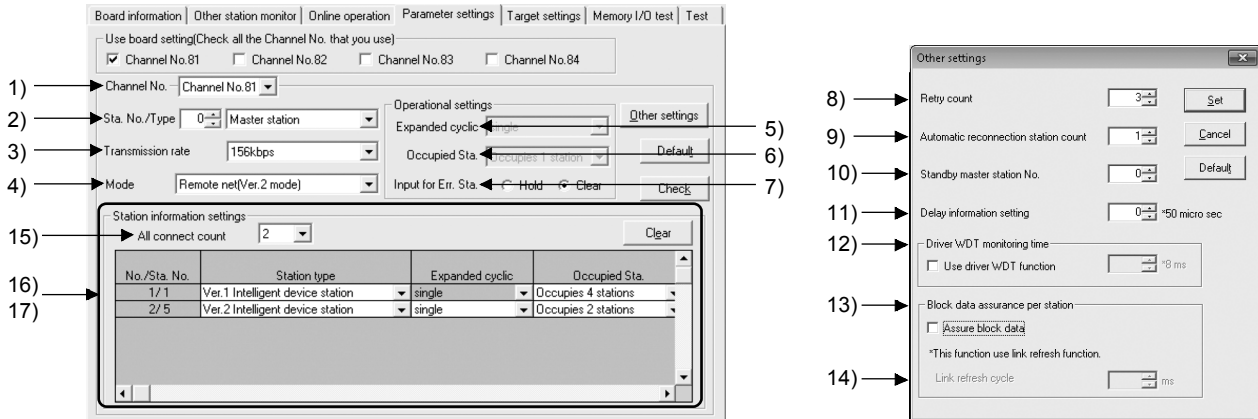 Board information Other station monitor Online operation Parameter settings Target settings Memory I/O test Test
Use board setting(Check all the Channel No. that you use)
Channel No.81 Channel No.82 Channel No.83 Channel No.84
1) Channel No. Channel No.81
2) Sta. No./Type 0 Master station
3) Transmission rate 156kbps
4) Mode Remote net(Ver.2 mode)
Operational settings
Expanded cyclic single 5)
Occupied Sta. Occupies 1 station 6)
Input for Err. Sta. Hold Clear 7)
Other settings
Default
Check
Station information settings
15) All connect count 2 Clear
16)
17)
No./Sta. No. Station type Expanded cyclic Occupied Sta.
1/ 1 Ver.1 Intelligent device station single Occupies 4 stations
2/ 5 Ver.2 Intelligent device station single Occupies 2 stations
Other settings
8) Retry count 3 Set
9) Automatic reconnection station count 1 Cancel
10) Standby master station No. 0 Default
11) Delay information setting 0 *50 micro sec
12) Driver WDT monitoring time
Use driver WDT function *8 ms
13) Block data assurance per station
Assure block data
*This function use link refresh function.
14) Link refresh cycle ms